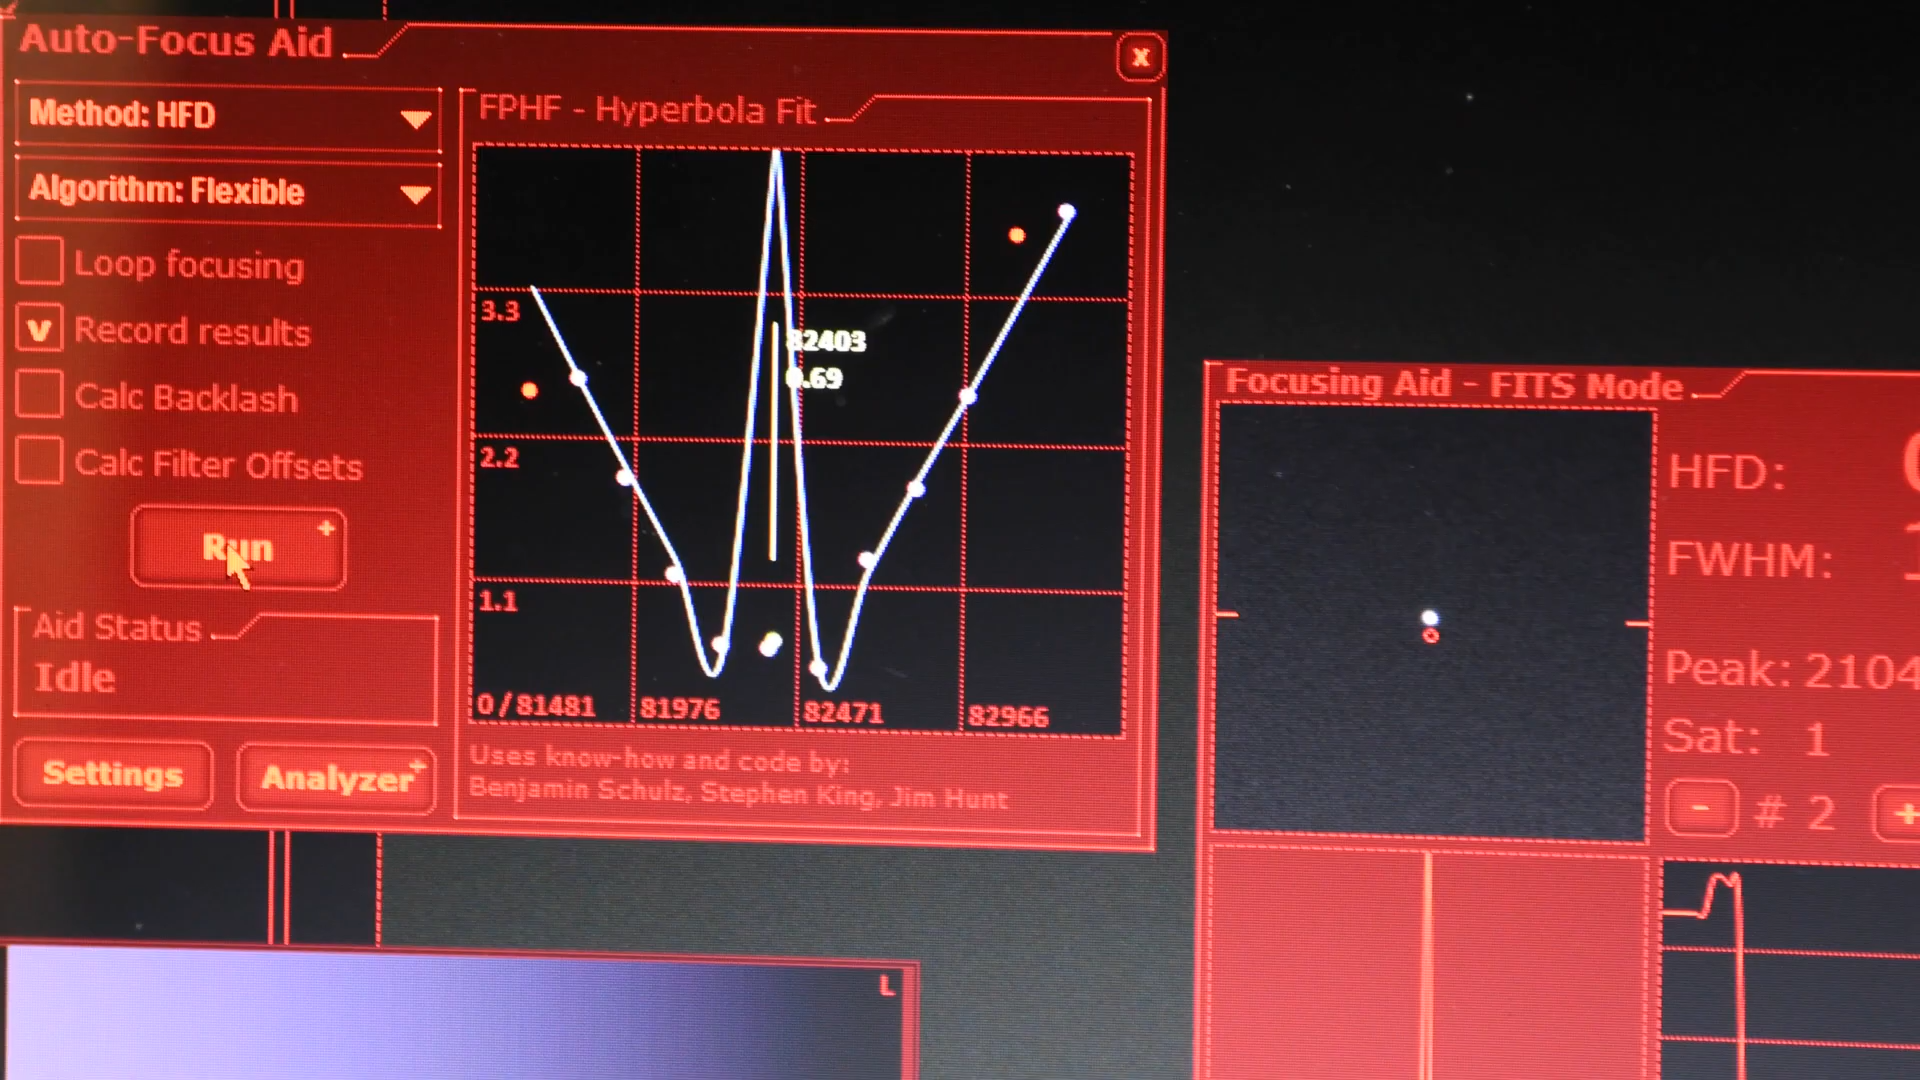 Auto-Focus Aid
x
Method: HFD
Algorithm: Flexible
Loop focusing
v Record results
Calc Backlash
Calc Filter Offsets
Run +
Aid Status
Idle
Settings
Analyzer +
FPHF - Hyperbola Fit
3.3
2.2
1.1
82403
0.69
0 / 81481
81976
82471
82966
Uses know-how and code by:
Benjamin Schulz, Stephen King, Jim Hunt
Focusing Aid - FITS Mode
HFD:
FWHM:
Peak: 2104
Sat: 1
- # 2 +
L